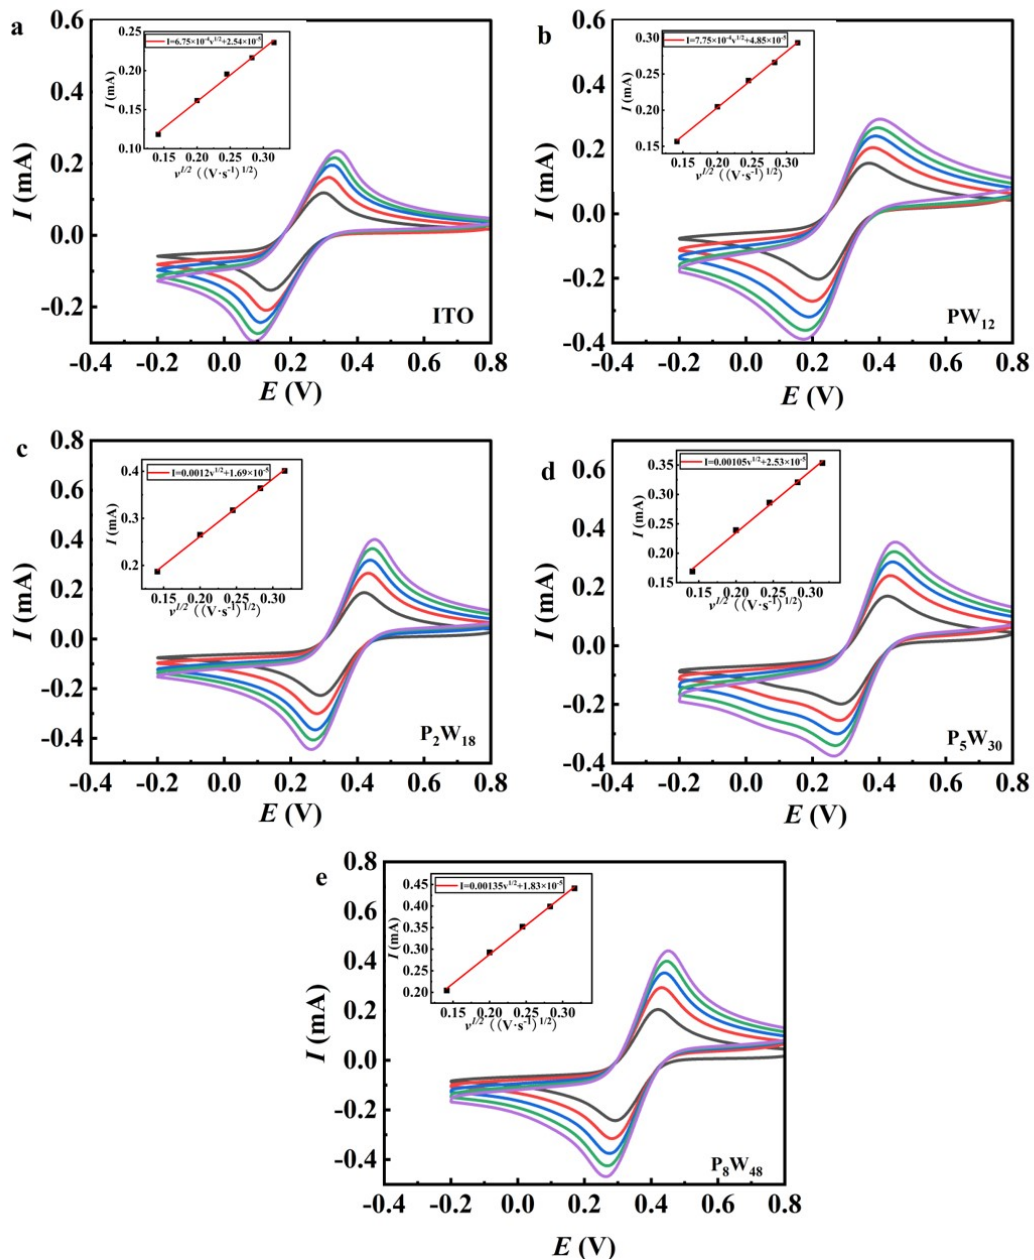 a
I (mA)
0.6
0.4
0.2
0.0
-0.2
-0.4 -0.2 0.0 0.2 0.4 0.6 0.8
E (V)
ITO
I (mA)
0.25
0.20
0.15
0.10
0.15 0.20 0.25 0.30
v^1/2 ((V·s⁻¹)^1/2)
I=6.75×10⁻⁴v^1/2+2.54×10⁻⁵
b
I (mA)
0.6
0.4
0.2
0.0
-0.2
-0.4
-0.4 -0.2 0.0 0.2 0.4 0.6 0.8
E (V)
PW₁₂
I (mA)
0.30
0.25
0.20
0.15
0.15 0.20 0.25 0.30
v^1/2 ((V·s⁻¹)^1/2)
I=7.75×10⁻⁴v^1/2+4.85×10⁻⁵
c
I (mA)
0.8
0.6
0.4
0.2
0.0
-0.2
-0.4
-0.4 -0.2 0.0 0.2 0.4 0.6 0.8
E (V)
P₂W₁₈
I (mA)
0.4
0.3
0.2
0.15 0.20 0.25 0.30
v^1/2 ((V·s⁻¹)^1/2)
I=0.0012v^1/2+1.69×10⁻⁵
d
I (mA)
0.8
0.6
0.4
0.2
0.0
-0.2
-0.4
-0.4 -0.2 0.0 0.2 0.4 0.6 0.8
E (V)
P₅W₃₀
I (mA)
0.35
0.30
0.25
0.20
0.15
0.15 0.20 0.25 0.30
v^1/2 ((V·s⁻¹)^1/2)
I=0.00105v^1/2+2.53×10⁻⁵
e
I (mA)
0.8
0.6
0.4
0.2
0.0
-0.2
-0.4
-0.4 -0.2 0.0 0.2 0.4 0.6 0.8
E (V)
P₈W₄₈
I (mA)
0.45
0.40
0.35
0.30
0.25
0.20
0.15 0.20 0.25 0.30
v^1/2 ((V·s⁻¹)^1/2)
I=0.00135v^1/2+1.83×10⁻⁵